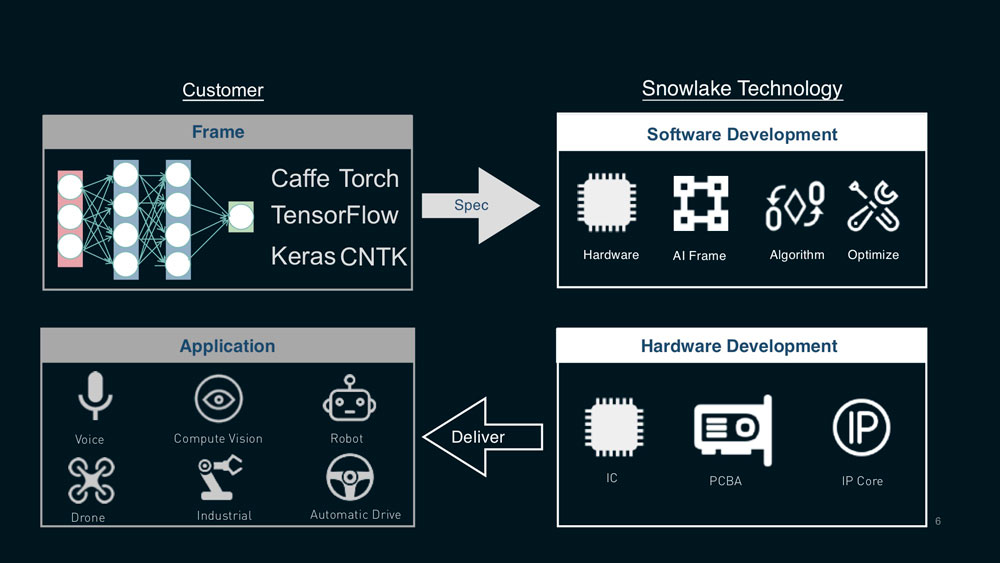 Customer
Snowlake Technology
Frame
Caffe Torch
TensorFlow
Keras CNTK
Spec
Software Development
Hardware
AI Frame
Algorithm
Optimize
Application
Voice
Compute Vision
Robot
Drone
Industrial
Automatic Drive
Deliver
Hardware Development
IP
IC
PCBA
IP Core
6